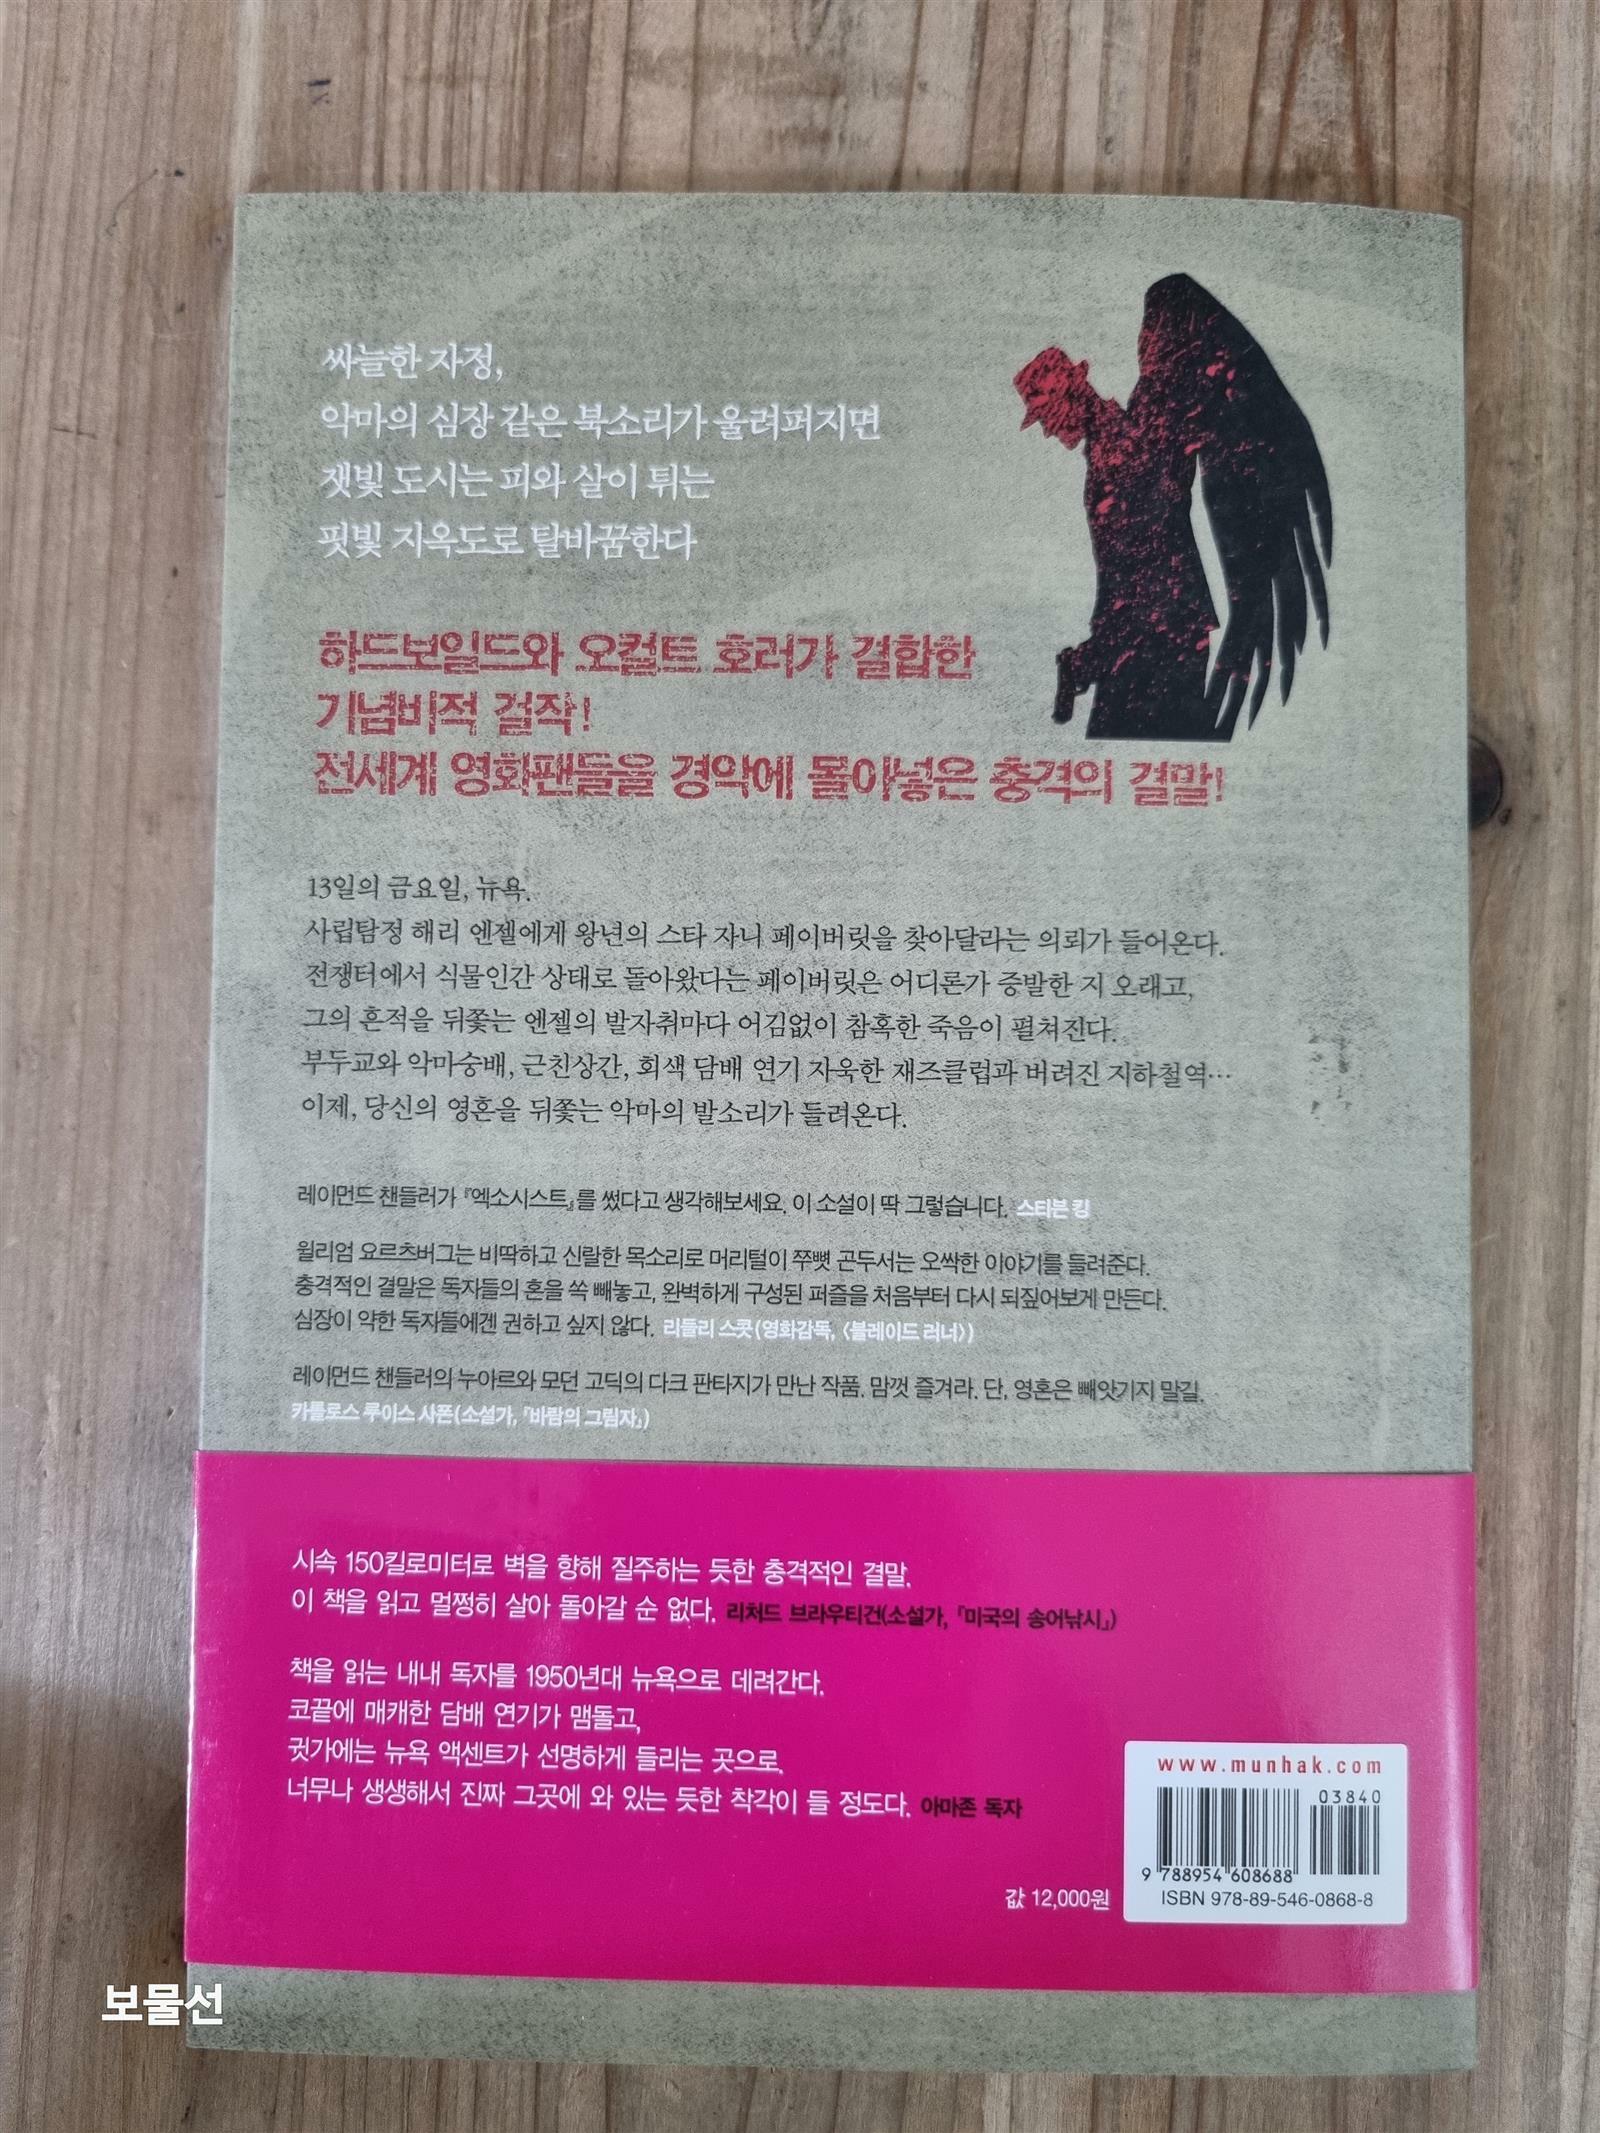 싸늘한 자정,
악마의 심장 같은 북소리가 울려퍼지면
잿빛 도시는 피와 살이 튀는
핏빛 지옥도로 탈바꿈한다
하드보일드와 오컬트 호러가 결합한
기념비적 걸작!
전세계 영화팬들을 경악에 몰아넣은 충격의 결말!
13일의 금요일, 뉴욕.
사립탐정 해리 엔젤에게 왕년의 스타 자니 페이버릿을 찾아달라는 의뢰가 들어온다.
전쟁터에서 식물인간 상태로 돌아왔다는 페이버릿은 어디론가 증발한 지 오래고,
그의 흔적을 뒤쫓는 엔젤의 발자취마다 어김없이 참혹한 죽음이 펼쳐진다.
부두교와 악마숭배, 근친상간, 회색 담배 연기 자욱한 재즈클럽과 버려진 지하철역…
이제, 당신의 영혼을 뒤쫓는 악마의 발소리가 들려온다.
레이먼드 챈들러가 『엑소시스트』를 썼다고 생각해보세요. 이 소설이 딱 그렇습니다. 스티븐 킹
윌리엄 요르츠버그는 비딱하고 신랄한 목소리로 머리털이 쭈뼛 곤두서는 오싹한 이야기를 들려준다.
충격적인 결말은 독자들의 혼을 쏙 빼놓고, 완벽하게 구성된 퍼즐을 처음부터 다시 되짚어보게 만든다.
심장이 약한 독자들에겐 권하고 싶지 않다. 리들리 스콧(영화감독, 〈블레이드 러너〉)
레이먼드 챈들러의 누아르와 모던 고딕의 다크 판타지가 만난 작품. 맘껏 즐겨라. 단, 영혼은 빼앗기지 말길.
카를로스 루이스 사폰(소설가, 『바람의 그림자』)
시속 150킬로미터로 벽을 향해 질주하는 듯한 충격적인 결말.
이 책을 읽고 멀쩡히 살아 돌아갈 순 없다. 리처드 브라우티건(소설가, 『미국의 송어낚시』)
책을 읽는 내내 독자를 1950년대 뉴욕으로 데려간다.
코끝에 매캐한 담배 연기가 맴돌고,
귓가에는 뉴욕 액센트가 선명하게 들리는 곳으로.
너무나 생생해서 진짜 그곳에 와 있는 듯한 착각이 들 정도다. 아마존 독자
www.munhak.com
03840
9 788954 608688
ISBN 978-89-546-0868-8
값 12,000원
보물선